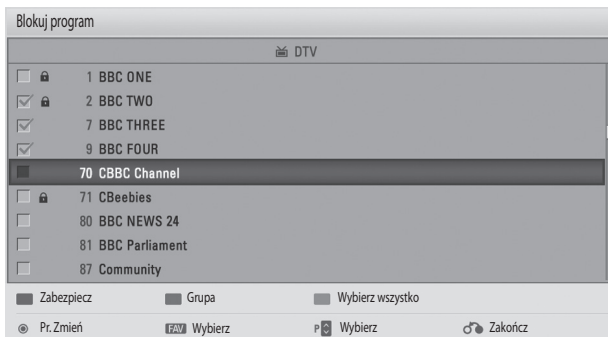 Blokuj program
DTV
1 BBC ONE
2 BBC TWO
7 BBC THREE
9 BBC FOUR
70 CBBC Channel
71 CBeebies
80 BBC NEWS 24
81 BBC Parliament
87 Community
Zabezpiecz Grupa Wybierz wszystko
Pr. Zmień FAV Wybierz P Wybierz Zakończ